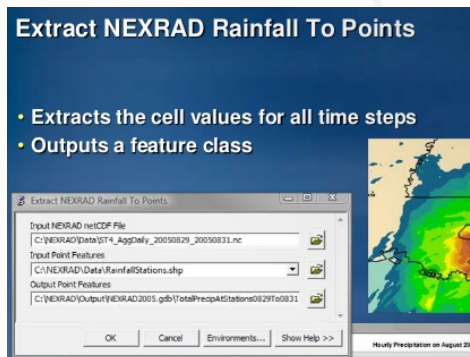 Extract NEXRAD Rainfall To Points
• Extracts the cell values for all time steps
• Outputs a feature class
Extract NEXRAD Rainfall To Points
Input NEXRAD netCDF File
C:\NEXRAD\Data\ST4_AggDaily_20050829_20050831.nc
Input Point Features
C:\NEXRAD\Data\RainfallStations.shp
Output Point Features
C:\NEXRAD\Output\NEXRAD2005.gdb\TotalPrecipAtStations0829To0831
OK Cancel Environments... Show Help >>
Hourly Precipitation on August 29